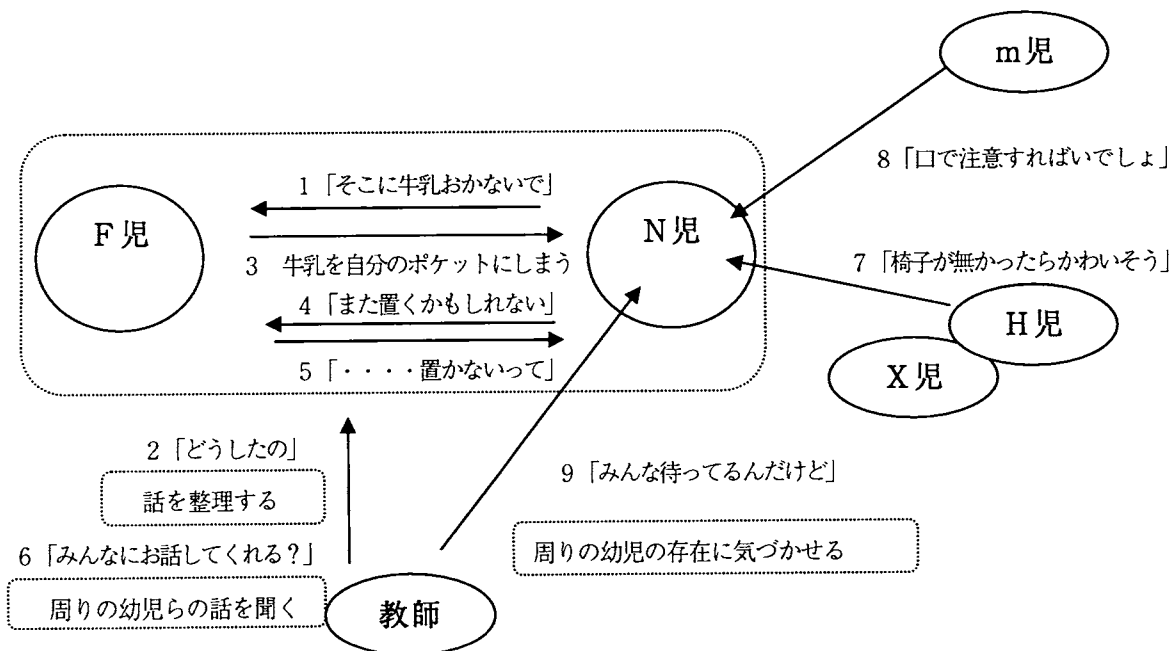 m児
8「口で注意すればいでしょ」
1「そこに牛乳おかないで」
F児
N児
3 牛乳を自分のポケットにしまう
7「椅子が無かったらかわいそう」
4「また置くかもしれない」
H児
X児
5「・・・・置かないって」
2「どうしたの」
話を整理する
9「みんな待ってるんだけど」
6「みんなにお話してくれる？」
周りの幼児の存在に気づかせる
周りの幼児らの話を聞く
教師